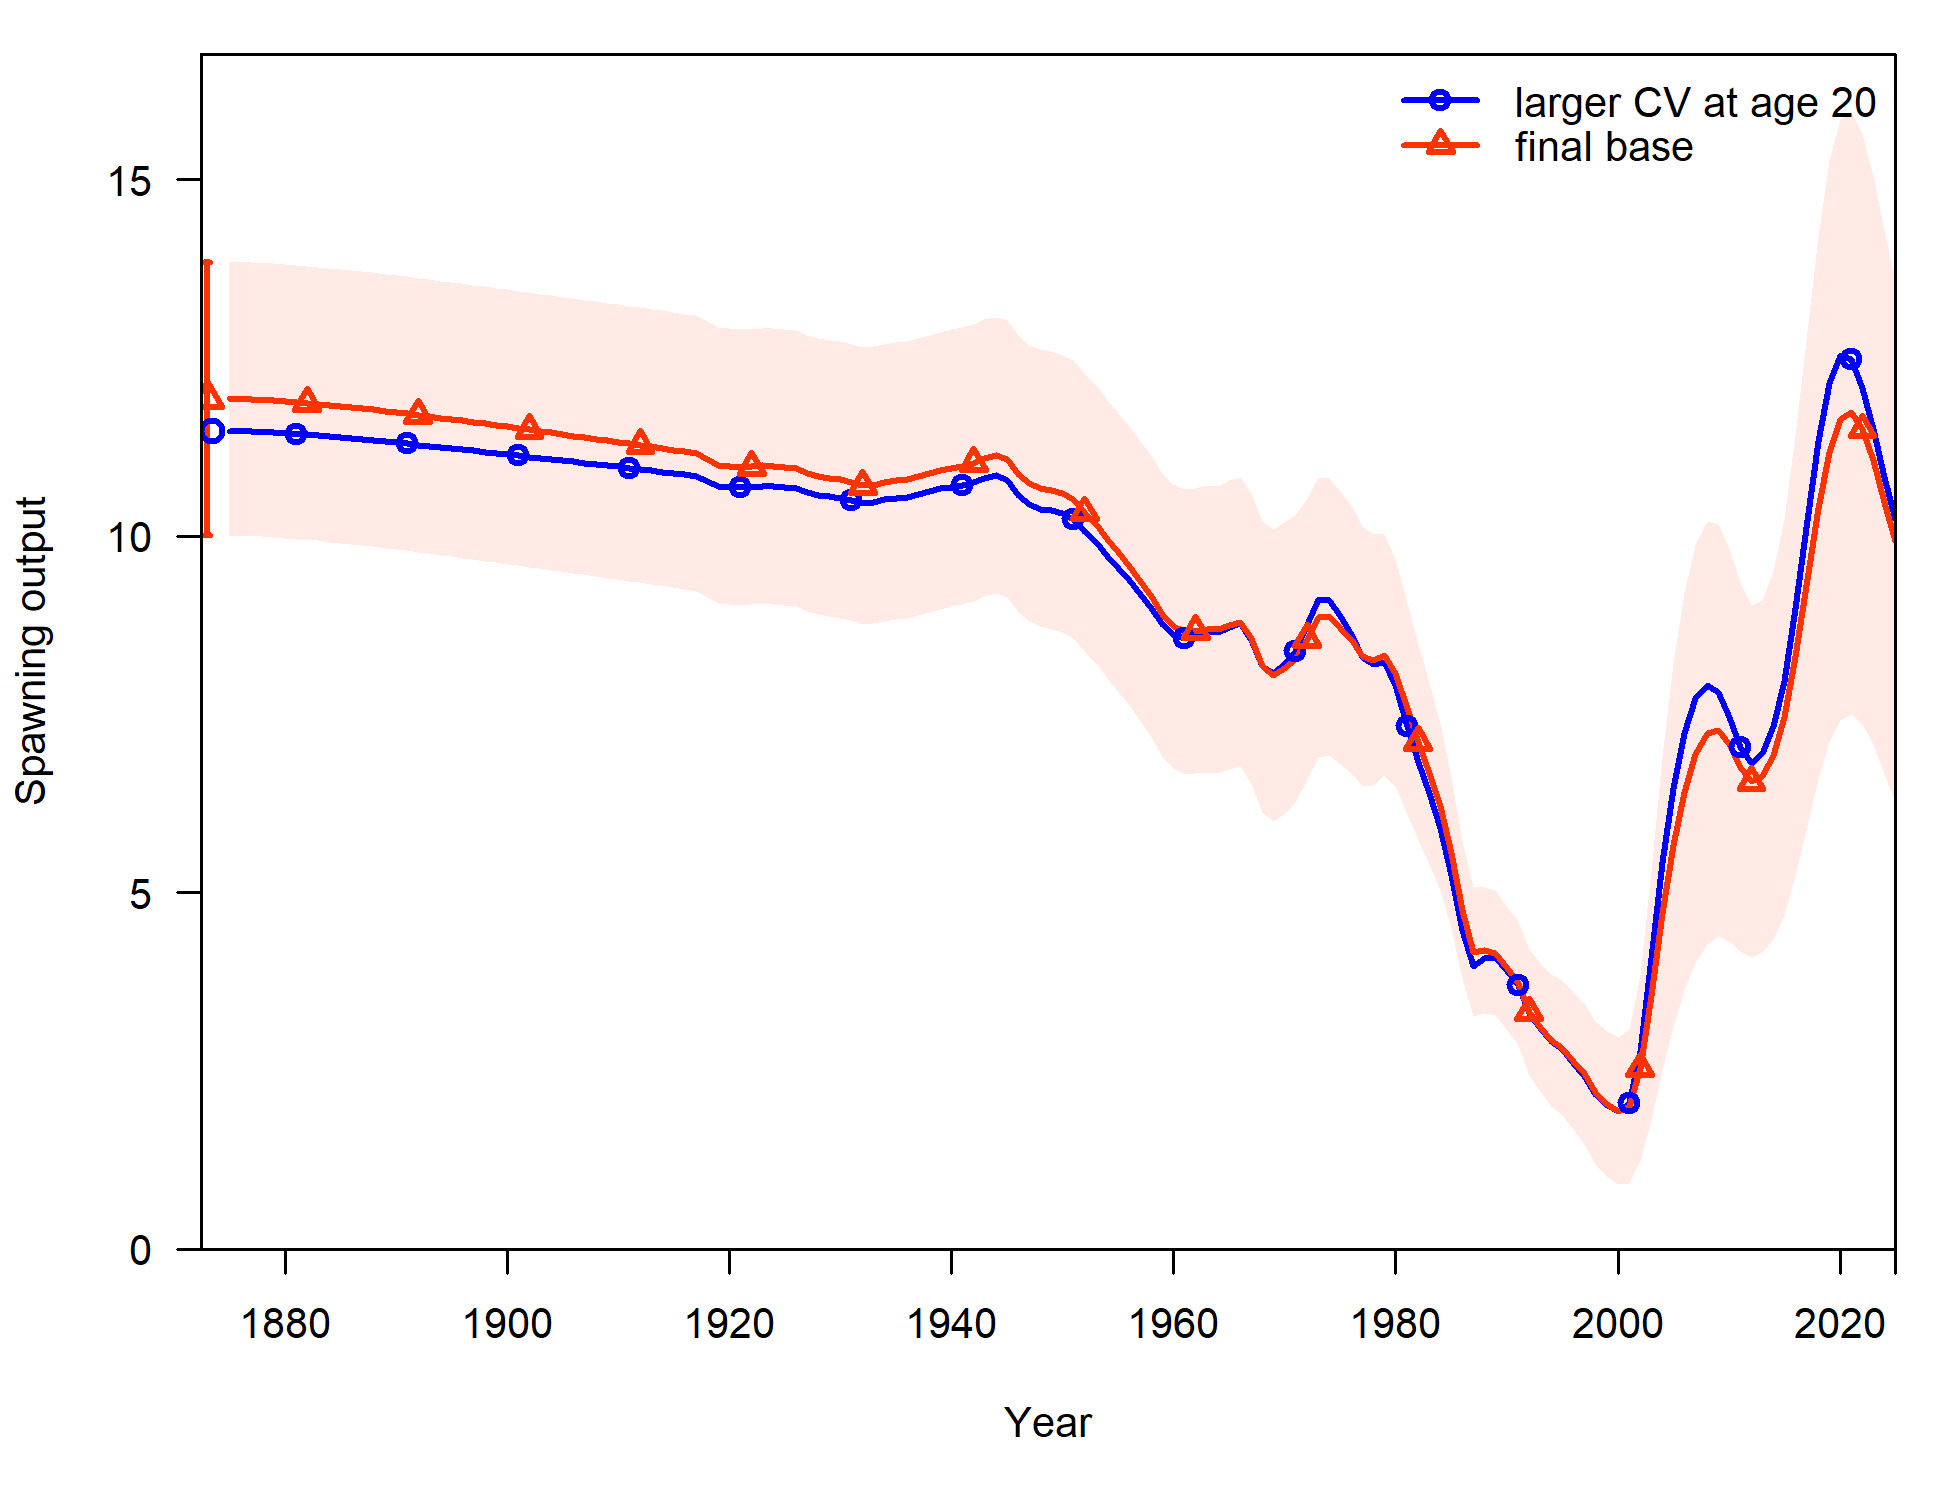 larger CV at age 20
final base
15
10
5
0
Spawning output
1880 1900 1920 1940 1960 1980 2000 2020
Year